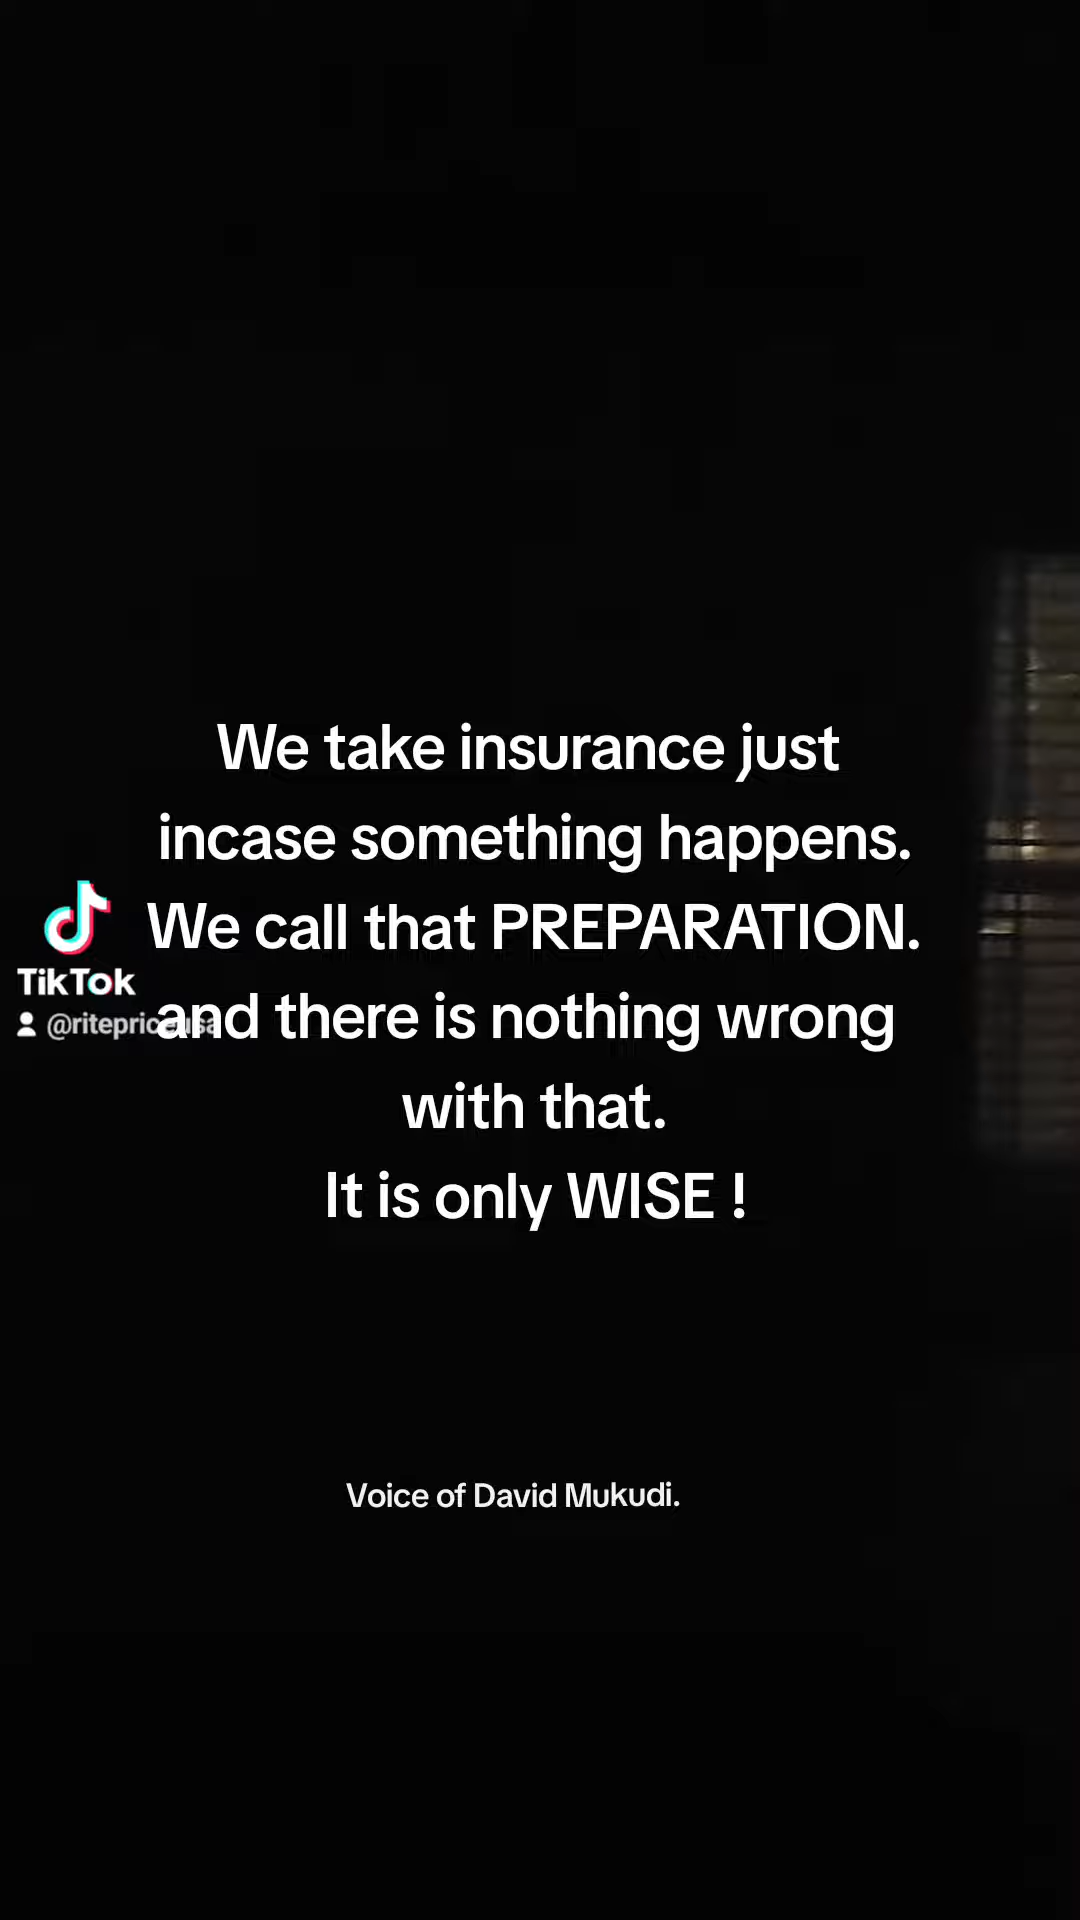 We take insurance just
incase something happens.
We call that PREPARATION.
and there is nothing wrong
with that.
It is only WISE !
TikTok
@ritepriceusa
Voice of David Mukudi.